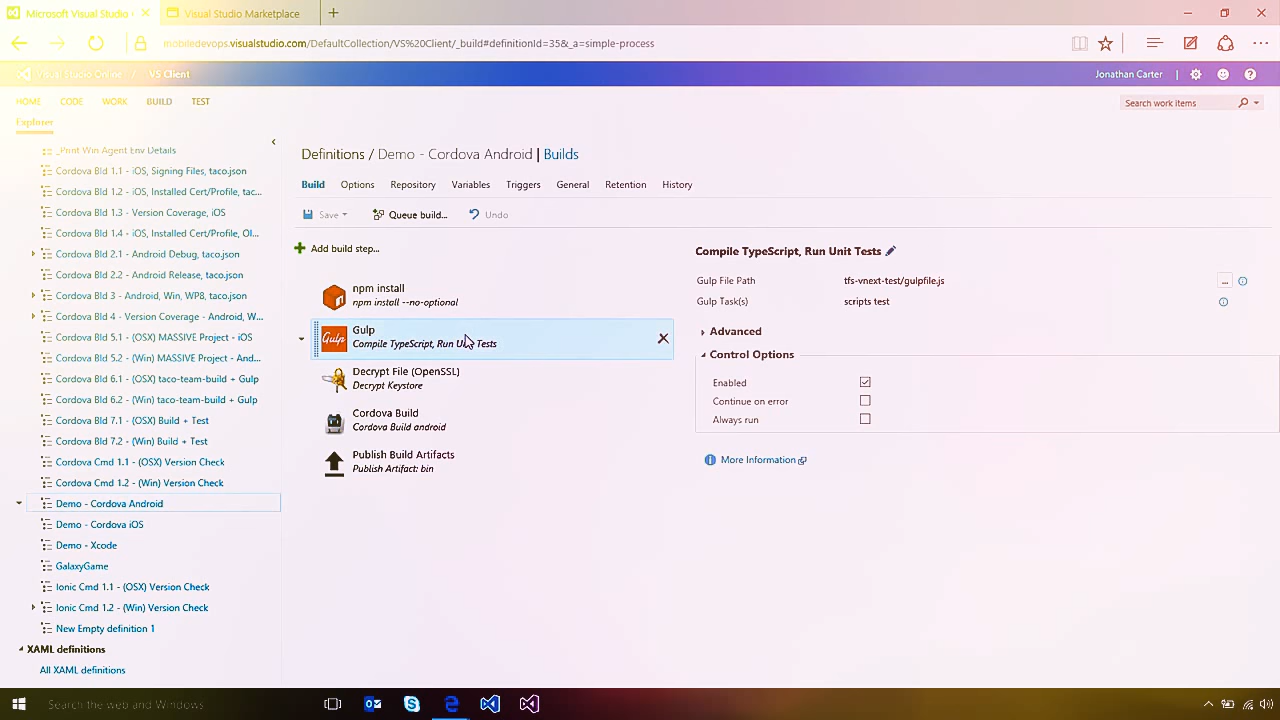 Microsoft Visual Studio
Visual Studio Marketplace
mobiledevops.visualstudio.com/DefaultCollection/VS%20Client/_build#definitionId=35&_a=simple-process
Visual Studio Online / VS Client
Jonathan Carter
HOME CODE WORK BUILD TEST
Search work items
Explorer
_Print Win Agent Env Details
Cordova Bld 1.1 - iOS, Signing Files, taco.json
Cordova Bld 1.2 - iOS, Installed Cert/Profile, tac...
Cordova Bld 1.3 - Version Coverage, iOS
Cordova Bld 1.4 - iOS, Installed Cert/Profile, Ol...
Cordova Bld 2.1 - Android Debug, taco.json
Cordova Bld 2.2 - Android Release, taco.json
Cordova Bld 3 - Android, Win, WP8, taco.json
Cordova Bld 4 - Version Coverage - Android, W...
Cordova Bld 5.1 - (OSX) MASSIVE Project - iOS
Cordova Bld 5.2 - (Win) MASSIVE Project - And...
Cordova Bld 6.1 - (OSX) taco-team-build + Gulp
Cordova Bld 6.2 - (Win) taco-team-build + Gulp
Cordova Bld 7.1 - (OSX) Build + Test
Cordova Bld 7.2 - (Win) Build + Test
Cordova Cmd 1.1 - (OSX) Version Check
Cordova Cmd 1.2 - (Win) Version Check
Demo - Cordova Android
Demo - Cordova iOS
Demo - Xcode
GalaxyGame
Ionic Cmd 1.1 - (OSX) Version Check
Ionic Cmd 1.2 - (Win) Version Check
New Empty definition 1
XAML definitions
All XAML definitions
Definitions / Demo - Cordova Android | Builds
Build Options Repository Variables Triggers General Retention History
Save Queue build... Undo
Add build step...
npm install
npm install --no-optional
Gulp
Gulp
Compile TypeScript, Run Unit Tests
Decrypt File (OpenSSL)
Decrypt Keystore
Cordova Build
Cordova Build android
Publish Build Artifacts
Publish Artifact: bin
Compile TypeScript, Run Unit Tests
Gulp File Path tfs-vnext-test/gulpfile.js ...
Gulp Task(s) scripts test
Advanced
Control Options
Enabled
Continue on error
Always run
More Information
Search the web and Windows